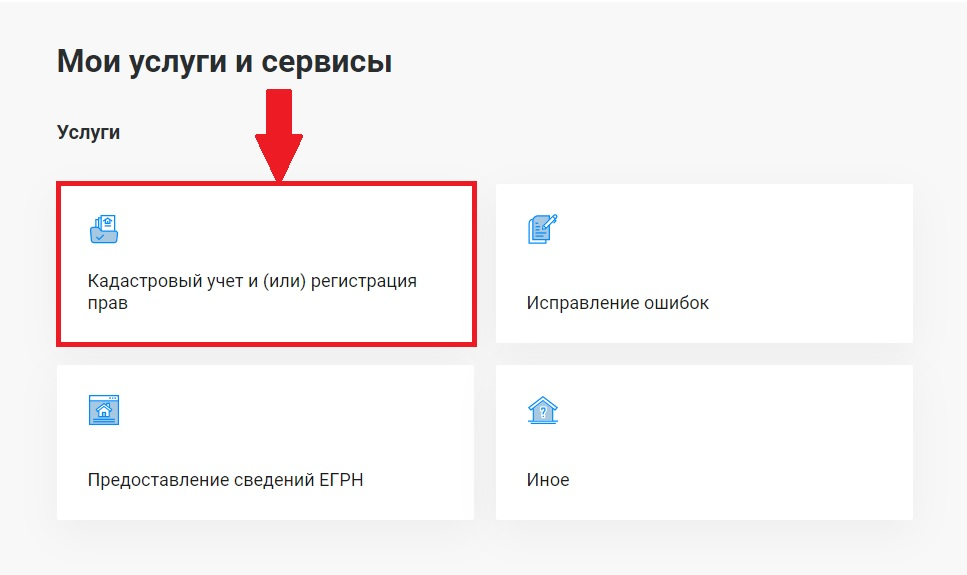 Мои услуги и сервисы
Услуги
Кадастровый учет и (или) регистрация
прав
Исправление ошибок
Предоставление сведений ЕГРН
Иное